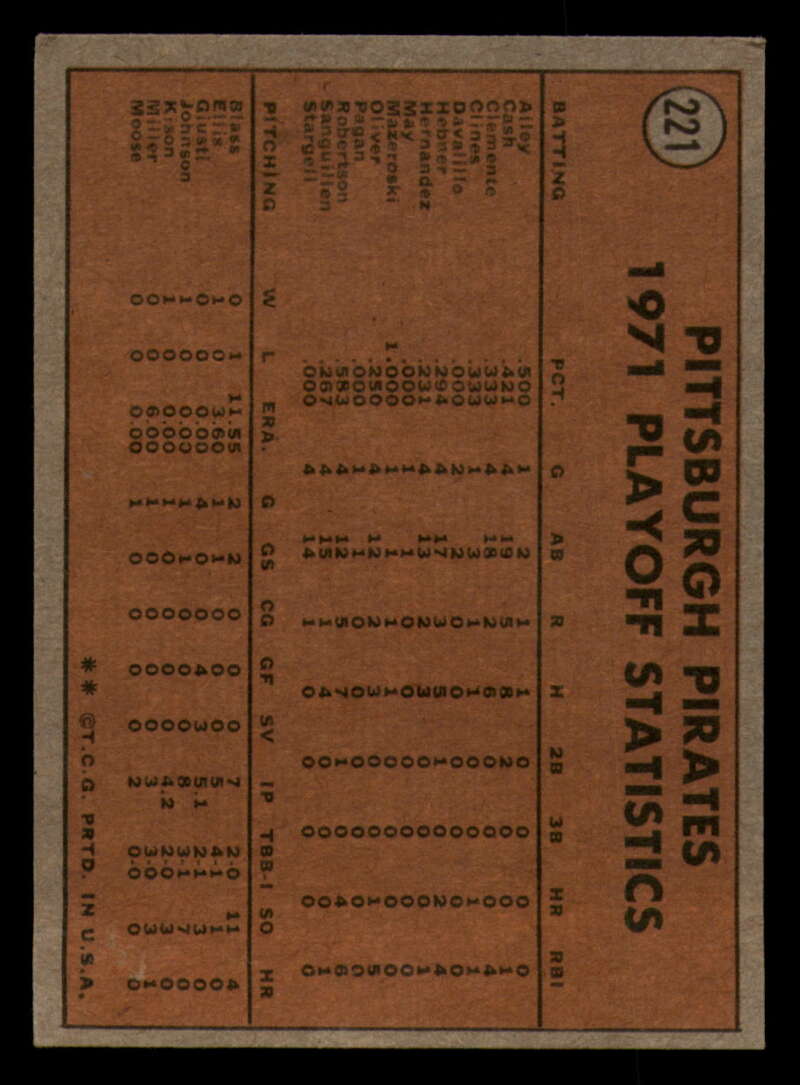 221
PITTSBURGH PIRATES
1971 PLAYOFF STATISTICS
BATTING PCT. G AB R H 2B 3B HR RBI
Alley .500 1 2 1 1 0 0 0 0
Cash .421 4 19 5 8 2 0 0 1
Clemente .333 4 18 2 6 0 0 0 4
Clines .333 1 3 1 1 0 0 1 1
Davalillo .000 2 2 0 0 0 0 0 0
Hebner .294 4 17 3 5 1 0 2 4
Hernandez .231 4 13 2 3 0 0 0 1
May .000 1 1 0 0 0 0 0 0
Mazeroski 1.000 1 1 1 1 0 0 0 0
Oliver .250 4 12 2 3 0 0 1 5
Pagan .000 1 1 0 0 0 0 0 0
Robertson .583 4 12 5 7 1 0 4 6
Sanguillen .267 4 15 1 4 0 0 0 1
Stargell .000 4 14 1 0 0 0 0 0
PITCHING W L ERA. G GS CG GF SV IP TBB-I SO HR
Blass 0 1 11.55 2 2 0 0 0 7 2-0 11 4
Ellis 1 0 3.60 1 1 0 0 0 5 4-1 1 0
Giusti 0 0 0.00 4 0 0 4 3 5.1 2-1 3 0
Johnson 1 0 0.00 1 1 0 0 0 8 3-1 7 0
Kison 1 0 0.00 1 0 0 0 0 4.2 2-0 3 0
Miller 0 0 6.00 1 0 0 0 0 3 3-0 3 1
Moose 0 0 0.00 1 0 0 0 0 2 0-0 0 0
** ©T.C.G. PRTD. IN U.S.A.